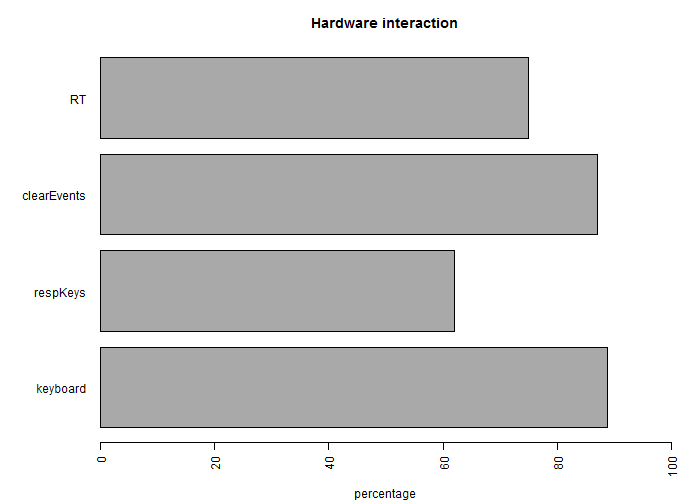 Hardware interaction
RT
clearEvents
respKeys
keyboard
0 20 40 60 80 100
percentage